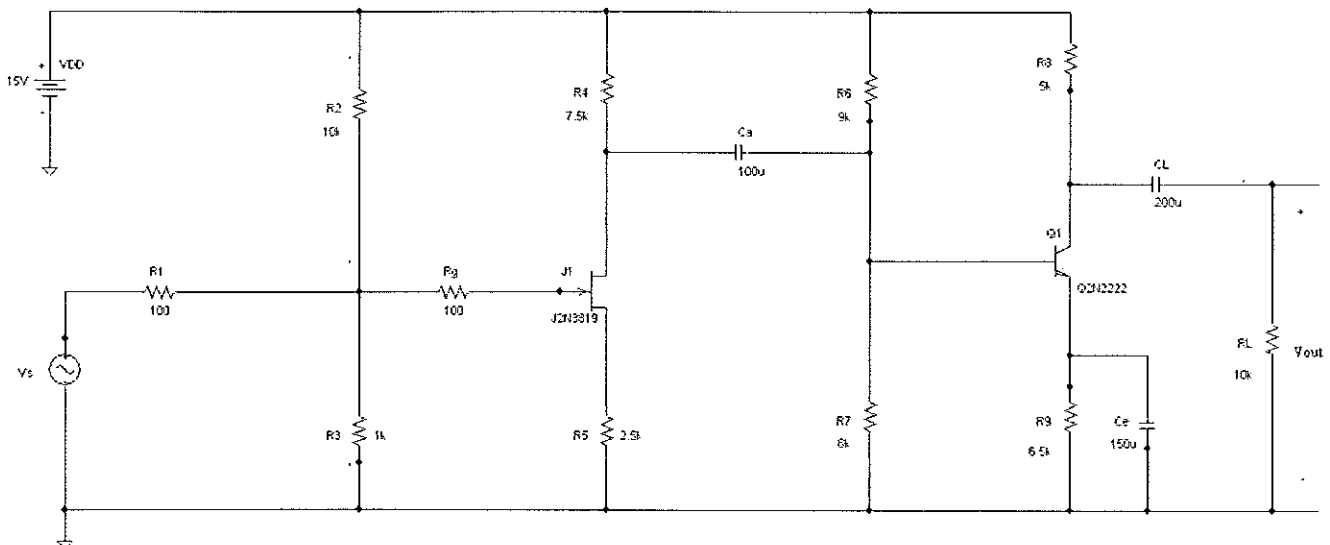 VDD
15V
R2
10k
R4
7.5k
R6
9k
R8
5k
Ca
100u
CL
200u
R1
100
Rg
100
J1
J2N3819
Q1
Q2N2222
Vs
R3
1k
R5
2.5k
R7
6k
R9
6.5k
Ce
150u
RL
10k
Vout